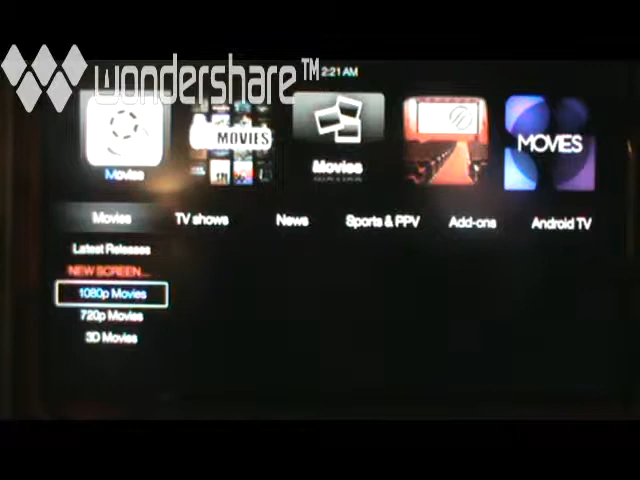 wondershare™
2:21 AM
MOVIES
MOVIES
Movies
Movies
Movies TV shows News Sports & PPV Add-ons Android TV
Latest Releases
NEW SCREEN...
1080p Movies
720p Movies
3D Movies